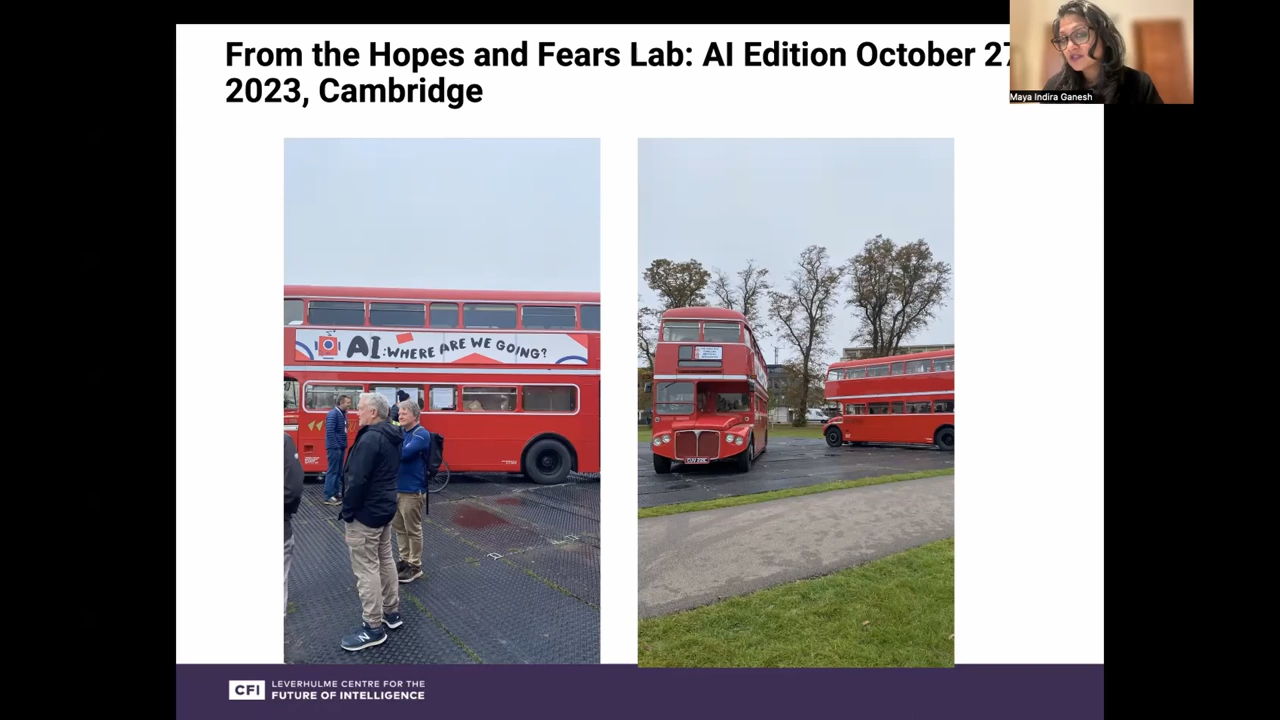 From the Hopes and Fears Lab: AI Edition October 27
2023, Cambridge
Maya Indira Ganesh
AI: WHERE ARE WE GOING?
CFI
LEVERHULME CENTRE FOR THE
FUTURE OF INTELLIGENCE